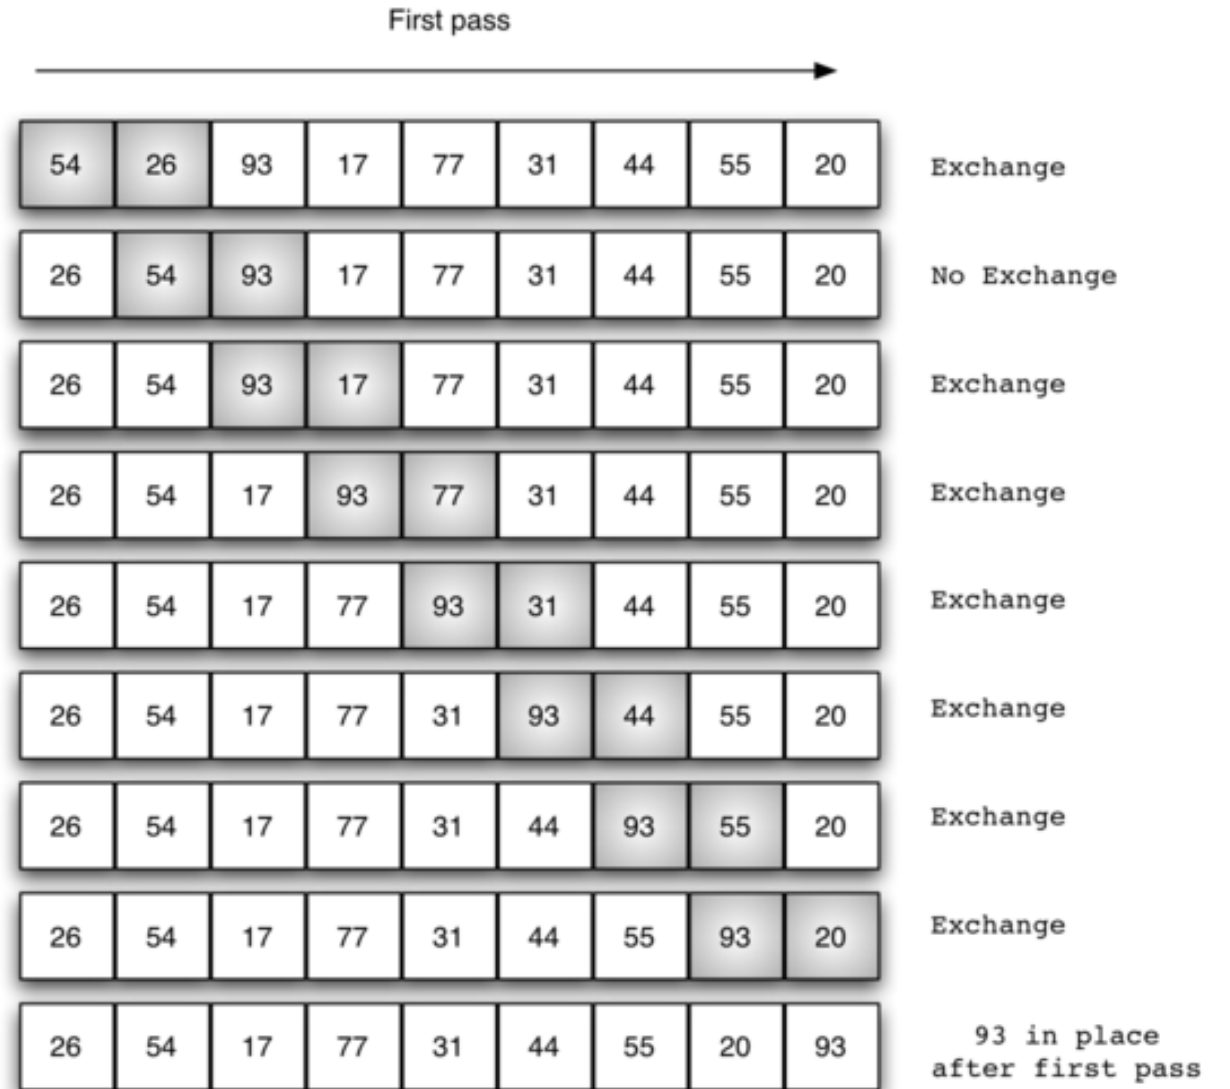 First pass
54 26 93 17 77 31 44 55 20 Exchange
26 54 93 17 77 31 44 55 20 No Exchange
26 54 93 17 77 31 44 55 20 Exchange
26 54 17 93 77 31 44 55 20 Exchange
26 54 17 77 93 31 44 55 20 Exchange
26 54 17 77 31 93 44 55 20 Exchange
26 54 17 77 31 44 93 55 20 Exchange
26 54 17 77 31 44 55 93 20 Exchange
26 54 17 77 31 44 55 20 93 93 in place
after first pass